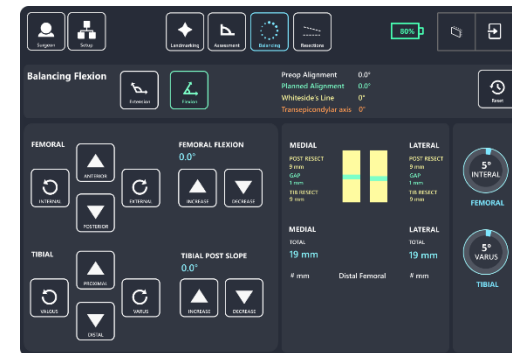 Surgeon
Setup
Landmarking
Assessment
Balancing
Resections
80%
Balancing Flexion
Extension
Flexion
Preop Alignment 0.0°
Planned Alignment 0.0°
Whiteside's Line 0°
Transepicondylar axis 0°
Reset
FEMORAL
INTERNAL
ANTERIOR
POSTERIOR
EXTERNAL
FEMORAL FLEXION
0.0°
INCREASE
DECREASE
TIBIAL
VALGUS
PROXIMAL
DISTAL
VARUS
TIBIAL POST SLOPE
0.0°
INCREASE
DECREASE
MEDIAL
POST RESECT
9 mm
GAP
1 mm
TIB RESECT
9 mm
LATERAL
POST RESECT
9 mm
GAP
1 mm
TIB RESECT
9 mm
MEDIAL
TOTAL
19 mm
# mm
Distal Femoral
LATERAL
TOTAL
19 mm
# mm
5°
INTERAL
FEMORAL
5°
VARUS
TIBIAL